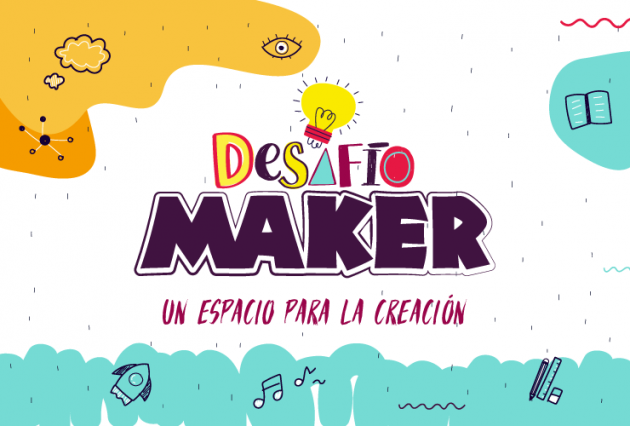 DESAFÍO
MAKER
UN ESPACIO PARA LA CREACIÓN